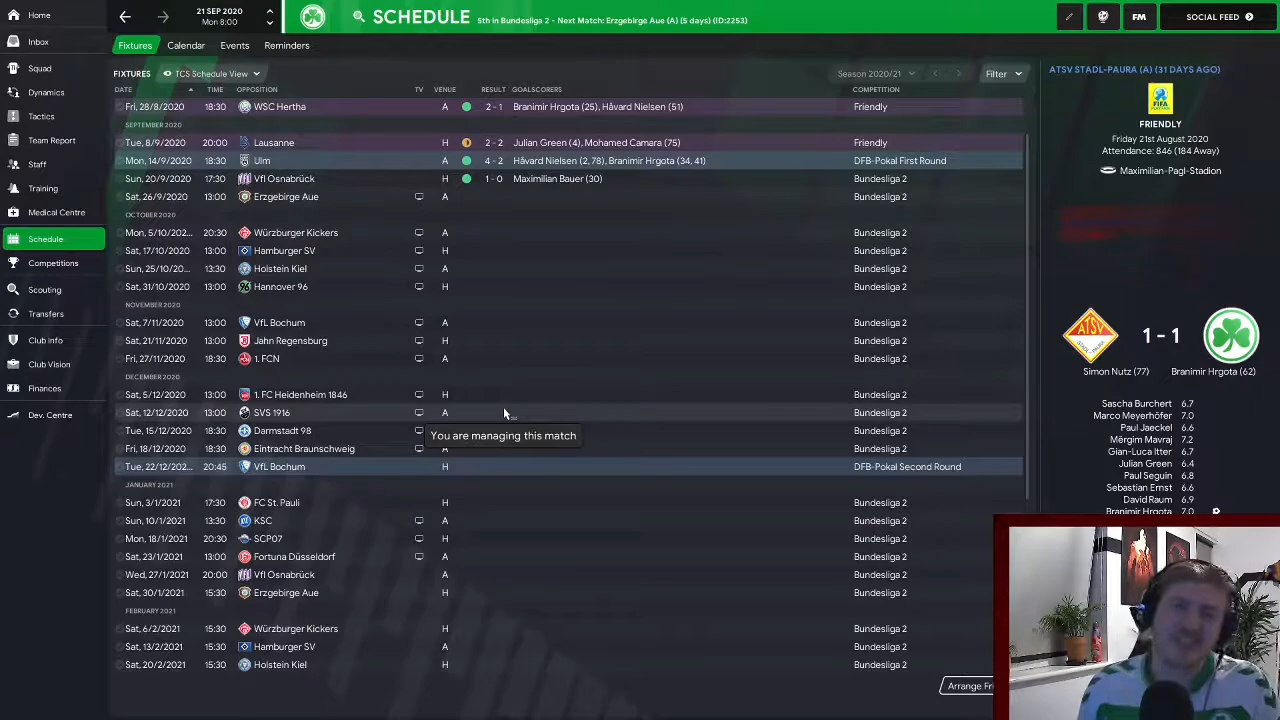 21 SEP 2020
Mon 8:00
SCHEDULE
5th in Bundesliga 2 - Next Match: Erzgebirge Aue (A) (5 days) (ID:2253)
FM
SOCIAL FEED
Home
Inbox
Squad
Dynamics
Tactics
Team Report
Staff
Training
Medical Centre
Schedule
Competitions
Scouting
Transfers
Club Info
Club Vision
Finances
Dev. Centre
Fixtures Calendar Events Reminders
FIXTURES TCS Schedule View Season 2020/21 Filter
DATE TIME OPPOSITION TV VENUE RESULT GOALSCORERS COMPETITION
Fri, 28/8/2020 18:30 WSC Hertha A 2 - 1 Branimir Hrgota (25), Håvard Nielsen (51) Friendly
SEPTEMBER 2020
Tue, 8/9/2020 20:00 Lausanne H 2 - 2 Julian Green (4), Mohamed Camara (75) Friendly
Mon, 14/9/2020 18:30 Ulm A 4 - 2 Håvard Nielsen (2, 78), Branimir Hrgota (34, 41) DFB-Pokal First Round
Sun, 20/9/2020 17:30 Vfl Osnabrück H 1 - 0 Maximilian Bauer (30) Bundesliga 2
Sat, 26/9/2020 13:00 Erzgebirge Aue A Bundesliga 2
OCTOBER 2020
Mon, 5/10/202... 20:30 Würzburger Kickers A Bundesliga 2
Sat, 17/10/2020 13:00 Hamburger SV H Bundesliga 2
Sun, 25/10/20... 13:30 Holstein Kiel A Bundesliga 2
Sat, 31/10/2020 13:00 Hannover 96 H Bundesliga 2
NOVEMBER 2020
Sat, 7/11/2020 13:00 VfL Bochum A Bundesliga 2
Sat, 21/11/2020 13:00 Jahn Regensburg H Bundesliga 2
Fri, 27/11/2020 18:30 1. FCN A Bundesliga 2
DECEMBER 2020
Sat, 5/12/2020 13:00 1. FC Heidenheim 1846 H Bundesliga 2
Sat, 12/12/2020 13:00 SVS 1916 A Bundesliga 2
Tue, 15/12/2020 18:30 Darmstadt 98 Bundesliga 2
You are managing this match
Fri, 18/12/2020 18:30 Eintracht Braunschweig A Bundesliga 2
Tue, 22/12/202... 20:45 VfL Bochum H DFB-Pokal Second Round
JANUARY 2021
Sun, 3/1/2021 17:30 FC St. Pauli H Bundesliga 2
Sun, 10/1/2021 13:30 KSC A Bundesliga 2
Mon, 18/1/2021 20:30 SCP07 H Bundesliga 2
Sat, 23/1/2021 13:00 Fortuna Düsseldorf A Bundesliga 2
Wed, 27/1/2021 20:00 Vfl Osnabrück A Bundesliga 2
Sat, 30/1/2021 15:30 Erzgebirge Aue H Bundesliga 2
FEBRUARY 2021
Sat, 6/2/2021 15:30 Würzburger Kickers H Bundesliga 2
Sat, 13/2/2021 15:30 Hamburger SV A Bundesliga 2
Sat, 20/2/2021 15:30 Holstein Kiel H Bundesliga 2
Arrange Fri
ATSV STADL-PAURA (A) (31 DAYS AGO)
FRIENDLY
Friday 21st August 2020
Attendance: 846 (184 Away)
Maximilian-Pagl-Stadion
ATSV
STADL-PAURA
1 - 1
Simon Nutz (77) Branimir Hrgota (62)
Sascha Burchert 6.7
Marco Meyerhöfer 7.0
Paul Jaeckel 6.6
Mërgim Mavraj 7.2
Gian-Luca Itter 6.7
Julian Green 6.4
Paul Seguin 6.8
Sebastian Ernst 6.6
David Raum 6.9
Branimir Hrgota 7.0